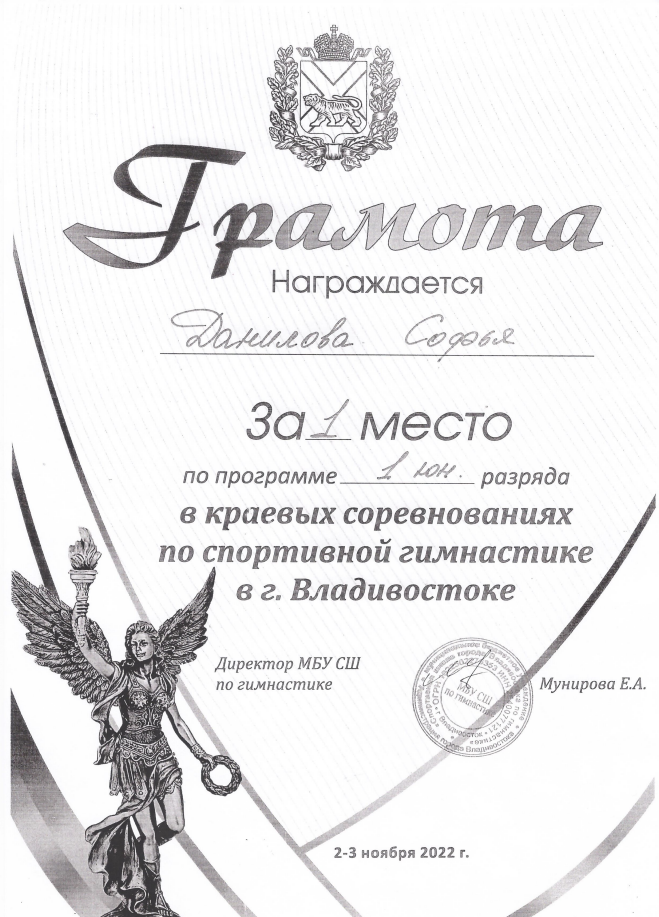 Грамота
Награждается
Данилова Софья
За 1 место
по программе 1 юн. разряда
в краевых соревнованиях
по спортивной гимнастике
в г. Владивостоке
Директор МБУ СШ
по гимнастике
МБУ СШ
по гимнастике
Владивосток
Мунирова Е.А.
2-3 ноября 2022 г.